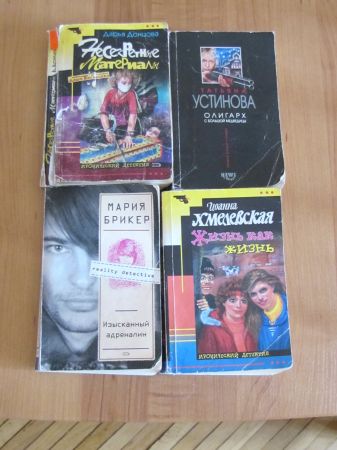 Дарья Донцова
Несекретные
Материалы
ИРОНИЧЕСКИЙ ДЕТЕКТИВ
ТАТЬЯНА
УСТИНОВА
ОЛИГАРХ
С БОЛЬШОЙ МЕДВЕДИЦЫ
МАРИЯ
БРИКЕР
reality detective
Изысканный
адреналин
Иоанна
Хмелевская
Жизнь как
жизнь
ИРОНИЧЕСКИЙ ДЕТЕКТИВ